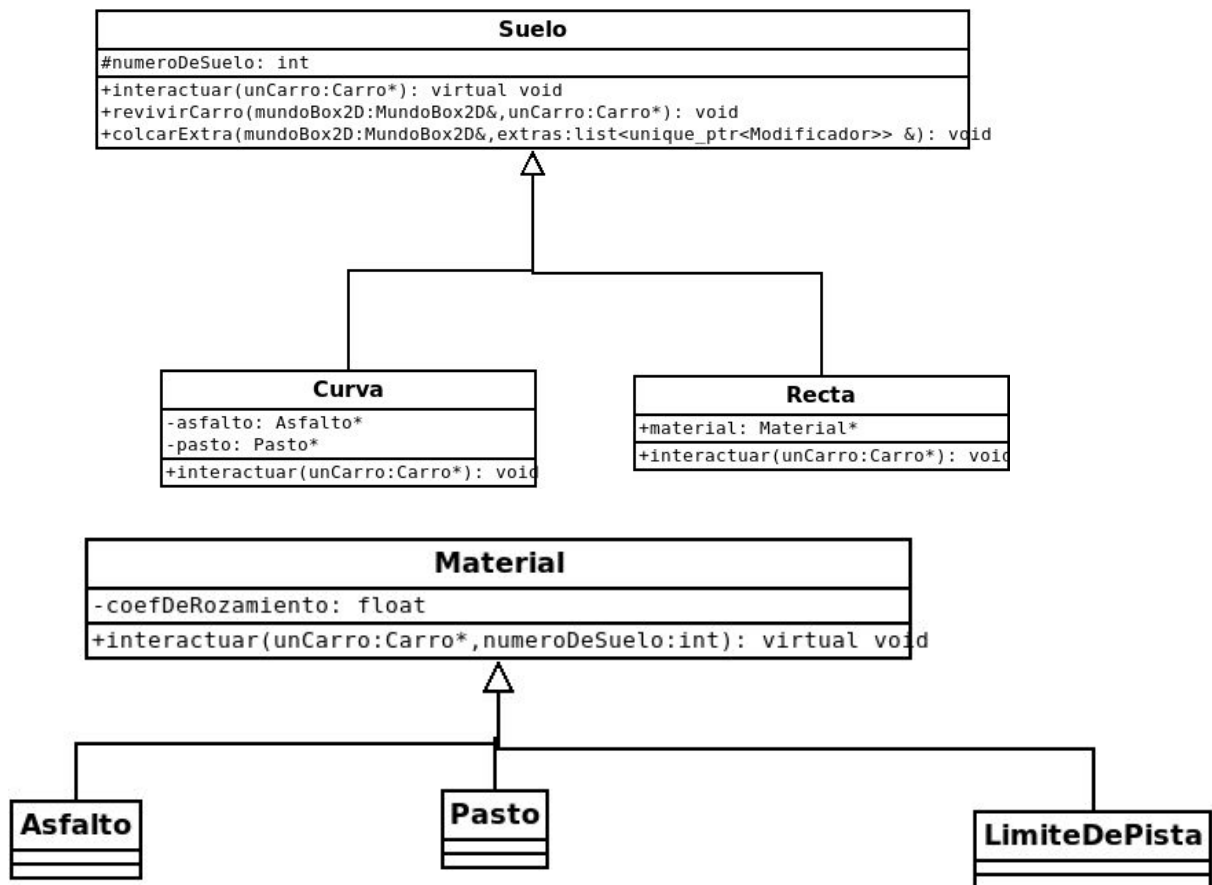 Suelo
#numeroDeSuelo: int
+interactuar(unCarro:Carro*): virtual void
+revivirCarro(mundoBox2D:MundoBox2D&,unCarro:Carro*): void
+colcarExtra(mundoBox2D:MundoBox2D&,extras:list<unique_ptr<Modificador>> &): void
Curva
-asfalto: Asfalto*
-pasto: Pasto*
+interactuar(unCarro:Carro*): void
Recta
+material: Material*
+interactuar(unCarro:Carro*): void
Material
-coefDeRozamiento: float
+interactuar(unCarro:Carro*,numeroDeSuelo:int): virtual void
Asfalto
Pasto
LimiteDePista